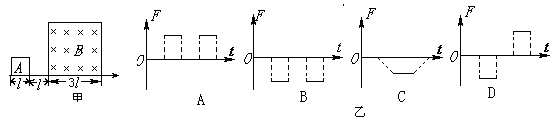 F F F F
A B O t O t O t O t
l l 3l
甲 A B C D
乙